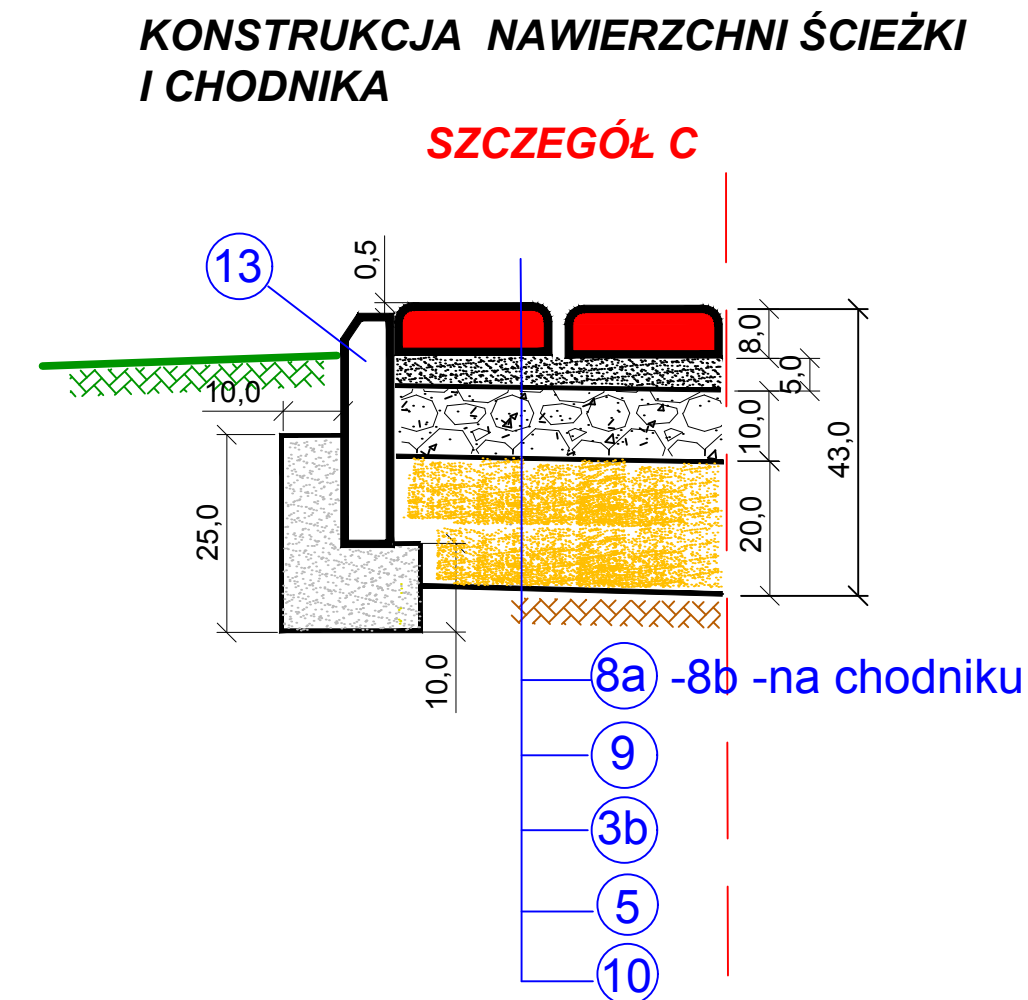 KONSTRUKCJA NAWIERZCHNI ŚCIEŻKI
I CHODNIKA
SZCZEGÓŁ C
13
0,5
8,0
5,0
10,0
10,0
43,0
25,0
20,0
10,0
8a -8b -na chodniku
9
3b
5
10